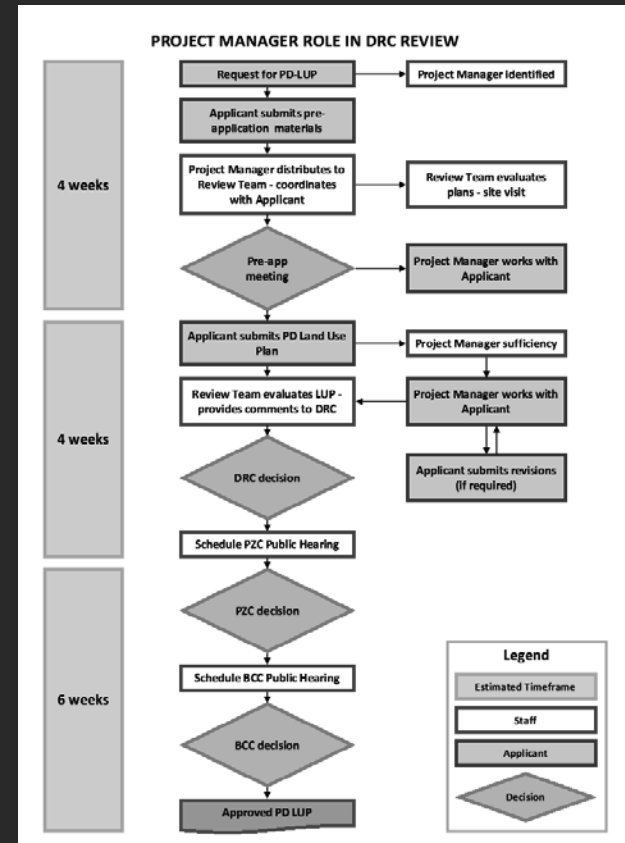 PROJECT MANAGER ROLE IN DRC REVIEW
4 weeks
Request for PD-LUP
Project Manager identified
Applicant submits pre-
application materials
Project Manager distributes to
Review Team - coordinates
with Applicant
Review Team evaluates
plans - site visit
Pre-app
meeting
Project Manager works with
Applicant
4 weeks
Applicant submits PD Land Use
Plan
Project Manager sufficiency
Review Team evaluates LUP -
provides comments to DRC
Project Manager works with
Applicant
DRC decision
Applicant submits revisions
(if required)
Schedule PZC Public Hearing
6 weeks
PZC decision
Schedule BCC Public Hearing
BCC decision
Approved PD LUP
Legend
Estimated Timeframe
Staff
Applicant
Decision